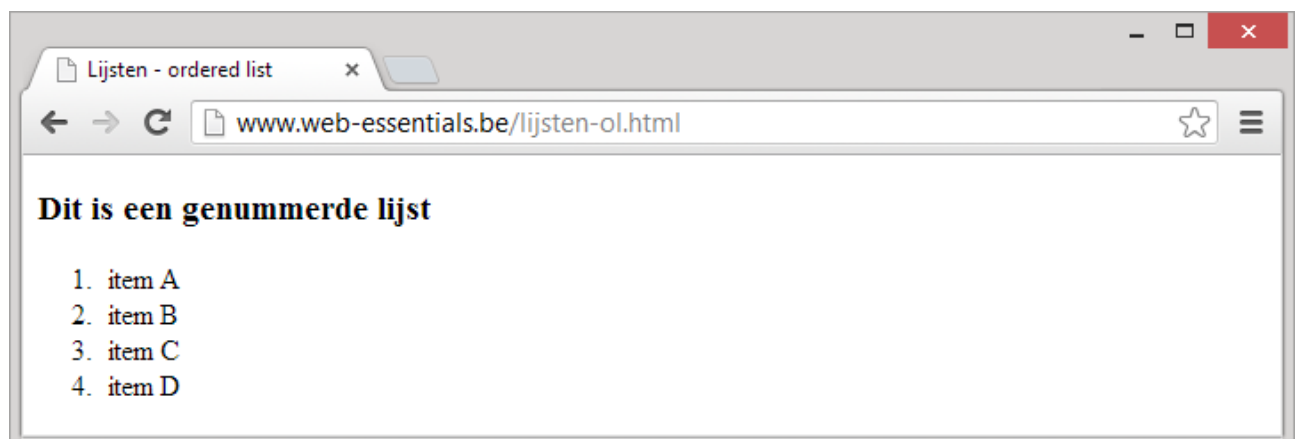 Lijsten - ordered list
www.web-essentials.be/lijsten-ol.html
Dit is een genummerde lijst
1. item A
2. item B
3. item C
4. item D